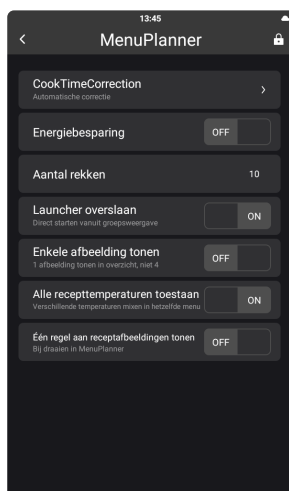 13:45
MenuPlanner
CookTimeCorrection
Automatische correctie
Energiebesparing
OFF
Aantal rekken
10
Launcher overslaan
Direct starten vanuit groepsweergave
ON
Enkele afbeelding tonen
1 afbeelding tonen in overzicht, niet 4
OFF
Alle recepttemperaturen toestaan
Verschillende temperaturen mixen in hetzelfde menu
ON
Één regel aan receptafbeeldingen tonen
Bij draaien in MenuPlanner
OFF